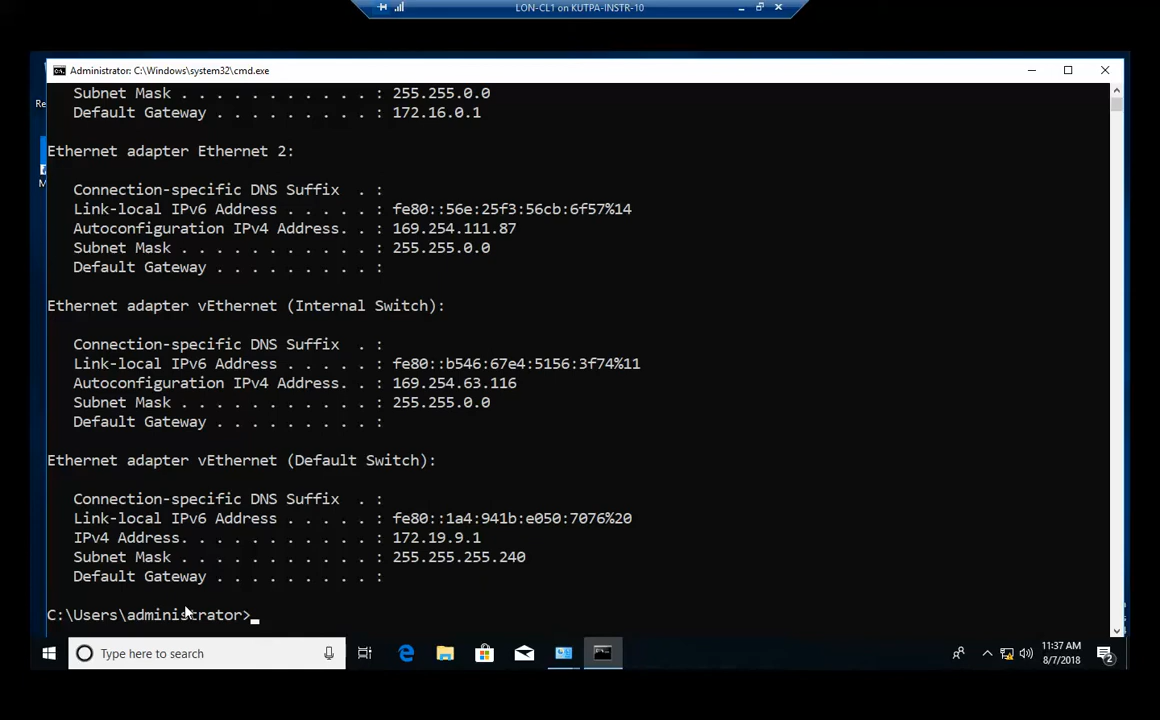 LON-CL1 on KUTPA-INSTR-10
Administrator: C:\Windows\system32\cmd.exe
Subnet Mask . . . . . . . . . . . : 255.255.0.0
Default Gateway . . . . . . . . . : 172.16.0.1
Ethernet adapter Ethernet 2:
Connection-specific DNS Suffix . :
Link-local IPv6 Address . . . . . : fe80::56e:25f3:56cb:6f57%14
Autoconfiguration IPv4 Address. . : 169.254.111.87
Subnet Mask . . . . . . . . . . . : 255.255.0.0
Default Gateway . . . . . . . . . :
Ethernet adapter vEthernet (Internal Switch):
Connection-specific DNS Suffix . :
Link-local IPv6 Address . . . . . : fe80::b546:67e4:5156:3f74%11
Autoconfiguration IPv4 Address. . : 169.254.63.116
Subnet Mask . . . . . . . . . . . : 255.255.0.0
Default Gateway . . . . . . . . . :
Ethernet adapter vEthernet (Default Switch):
Connection-specific DNS Suffix . :
Link-local IPv6 Address . . . . . : fe80::1a4:941b:e050:7076%20
IPv4 Address. . . . . . . . . . . : 172.19.9.1
Subnet Mask . . . . . . . . . . . : 255.255.255.240
Default Gateway . . . . . . . . . :
C:\Users\administrator>
Type here to search
11:37 AM
8/7/2018
2